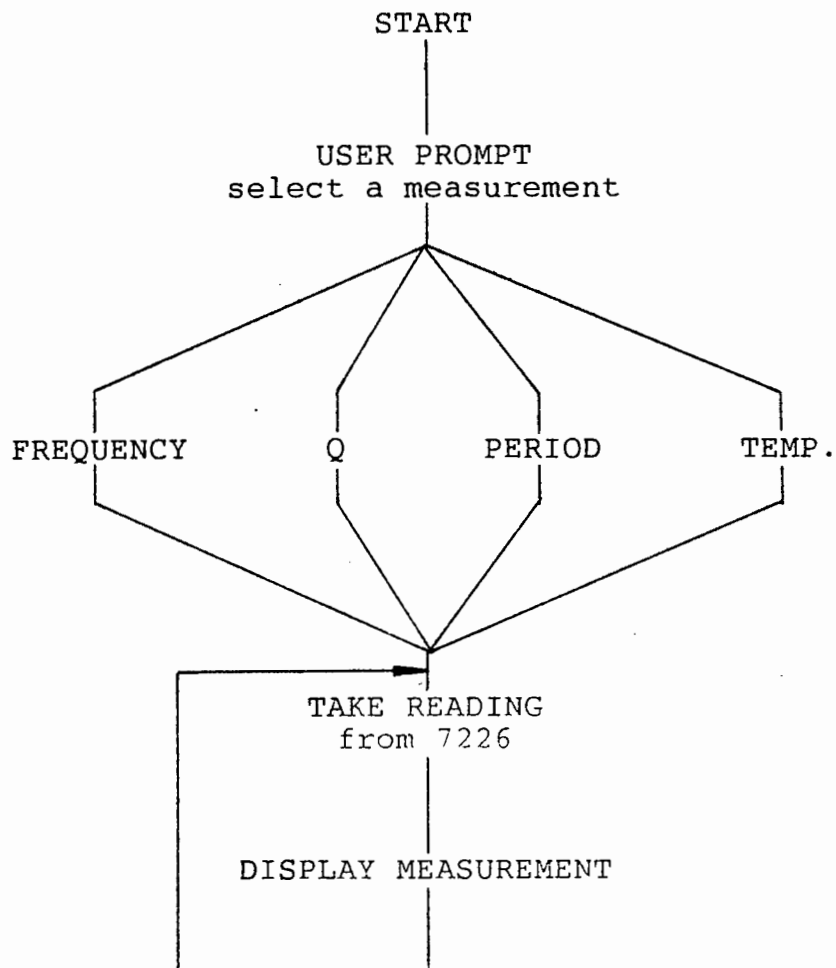 START
USER PROMPT
select a measurement
FREQUENCY
Q
PERIOD
TEMP.
TAKE READING
from 7226
DISPLAY MEASUREMENT